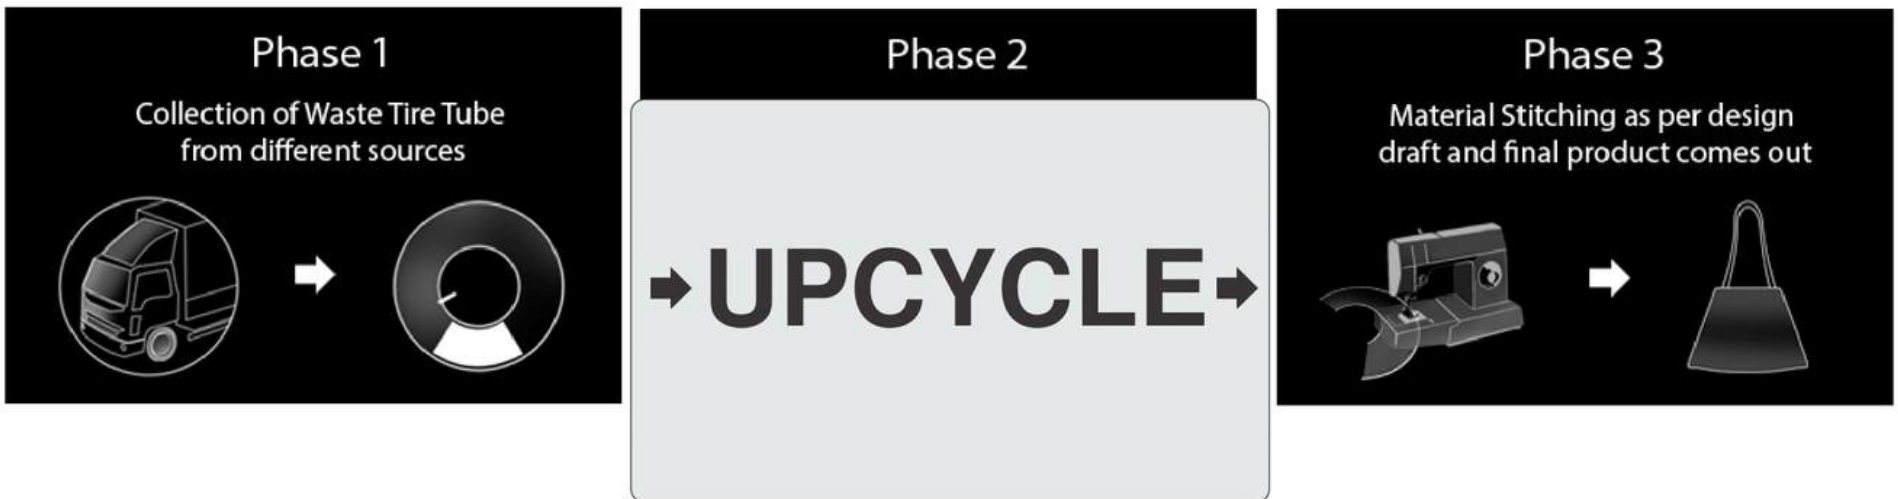 Phase 1
Collection of Waste Tire Tube
from different sources
Phase 2
UPCYCLE
Phase 3
Material Stitching as per design
draft and final product comes out